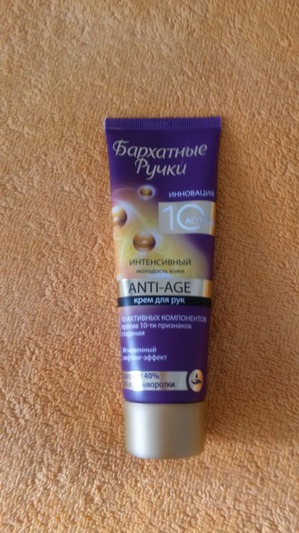 Бархатные
Ручки
ИННОВАЦИЯ
10
ИНТЕНСИВНЫЙ
молодость кожи
ANTI-AGE
крем для рук
АКТИВНЫХ КОМПОНЕНТОВ
против 10-ти признаков
старения
Мгновенный
лифтинг-эффект
40%
сыворотки